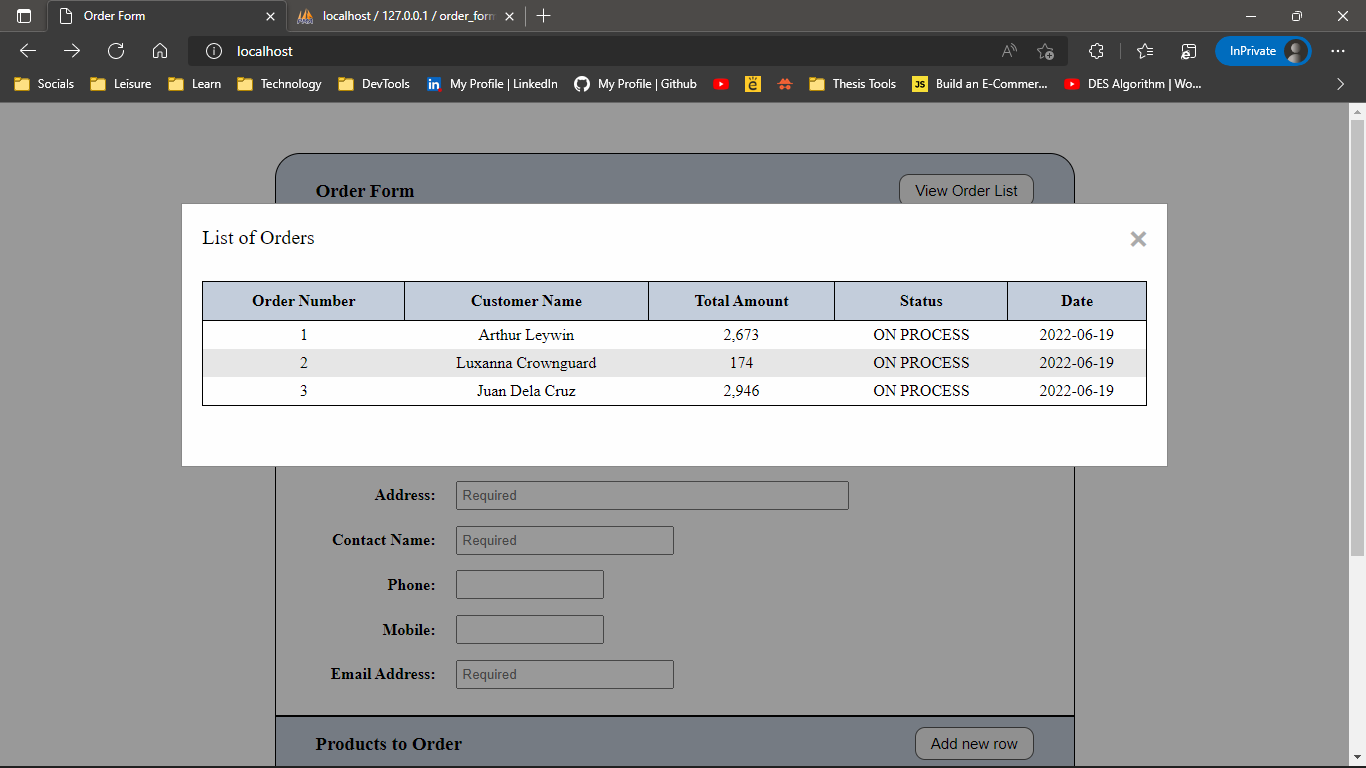 Order Form
localhost / 127.0.0.1 / order_form
localhost
InPrivate
Socials Leisure Learn Technology DevTools My Profile | LinkedIn My Profile | Github Thesis Tools JS Build an E-Commer... DES Algorithm | Wo...
Order Form
View Order List
List of Orders
Order Number Customer Name Total Amount Status Date
1 Arthur Leywin 2,673 ON PROCESS 2022-06-19
2 Luxanna Crownguard 174 ON PROCESS 2022-06-19
3 Juan Dela Cruz 2,946 ON PROCESS 2022-06-19
Address: Required
Contact Name: Required
Phone:
Mobile:
Email Address: Required
Products to Order
Add new row